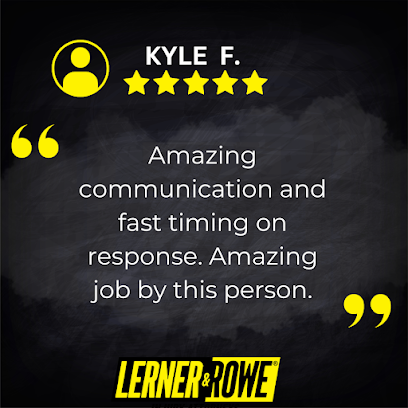 KYLE F.
“
Amazing
communication and
fast timing on
response. Amazing
job by this person.
”
LERNER&ROWE®